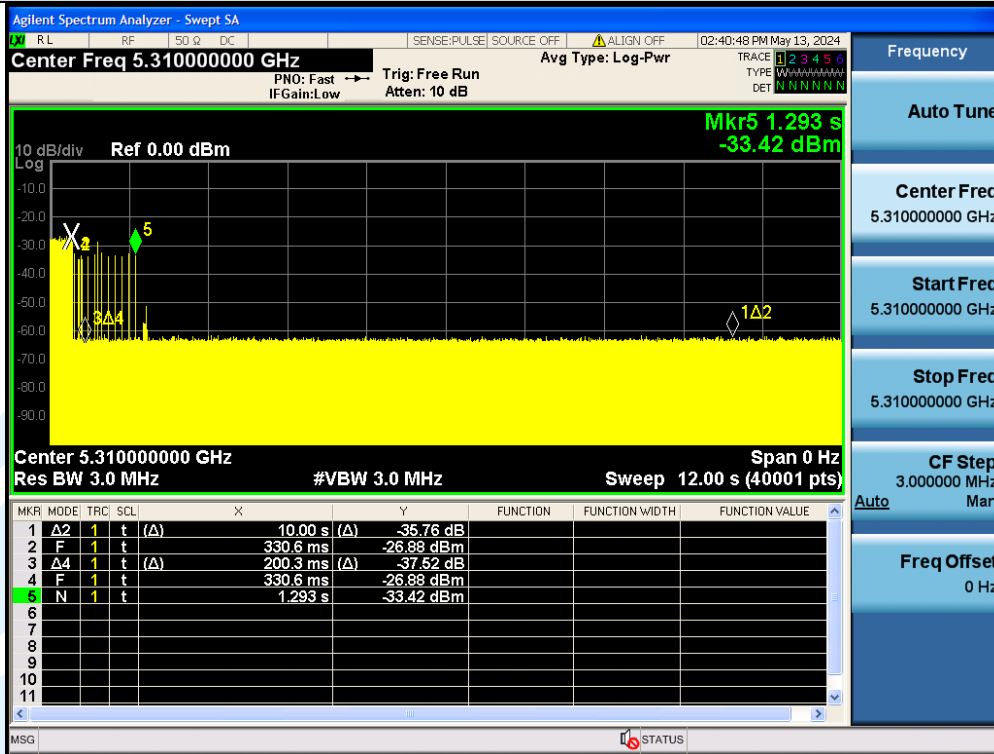 Agilent Spectrum Analyzer - Swept SA
LXI RL RF 50 Ω DC SENSE:PULSE SOURCE OFF ALIGN OFF 02:40:48 PM May 13, 2024
Center Freq 5.310000000 GHz
PNO: Fast
IFGain:Low
Trig: Free Run
Atten: 10 dB
Avg Type: Log-Pwr
TRACE 1 2 3 4 5 6
TYPE
DET N N N N N N
Mkr5 1.293 s
-33.42 dBm
10 dB/div Ref 0.00 dBm
Log
-10.0
-20.0
-30.0
-40.0
-50.0
-60.0
-70.0
-80.0
-90.0
5
3Δ4
1Δ2
Center 5.310000000 GHz
Span 0 Hz
Res BW 3.0 MHz
#VBW 3.0 MHz
Sweep 12.00 s (40001 pts)
MKR MODE TRC SCL X Y FUNCTION FUNCTION WIDTH FUNCTION VALUE
1 Δ2 1 t (Δ) 10.00 s (Δ) -35.76 dB
2 F 1 t 330.6 ms -26.88 dBm
3 Δ4 1 t (Δ) 200.3 ms (Δ) -37.52 dB
4 F 1 t 330.6 ms -26.88 dBm
5 N 1 t 1.293 s -33.42 dBm
6
7
8
9
10
11
MSG
STATUS
Frequency
Auto Tune
Center Freq
5.310000000 GHz
Start Freq
5.310000000 GHz
Stop Freq
5.310000000 GHz
CF Step
3.000000 MHz
Auto Man
Freq Offset
0 Hz